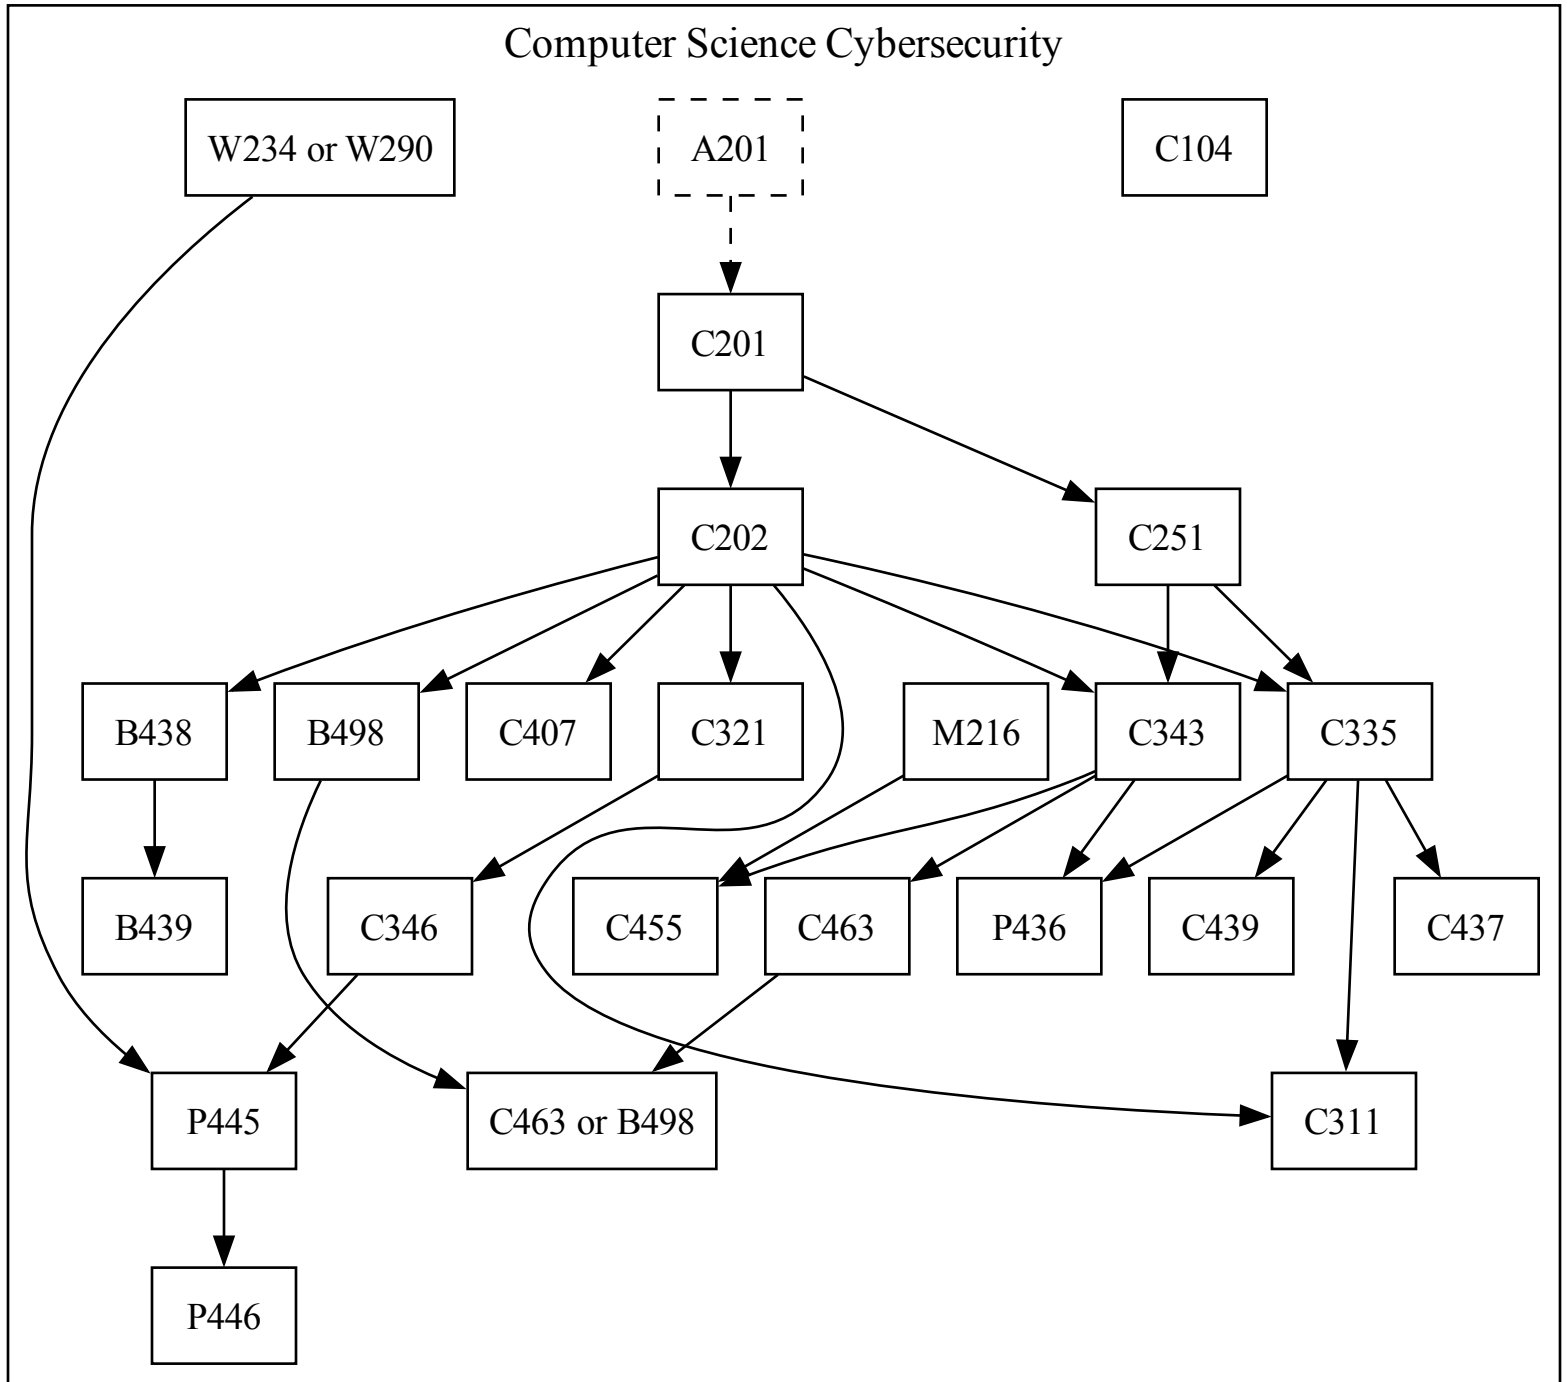 Computer Science Cybersecurity
W234 or W290
A201
C104
C201
C202
C251
B438
B498
C407
C321
M216
C343
C335
B439
C346
C455
C463
P436
C439
C437
P445
C463 or B498
C311
P446